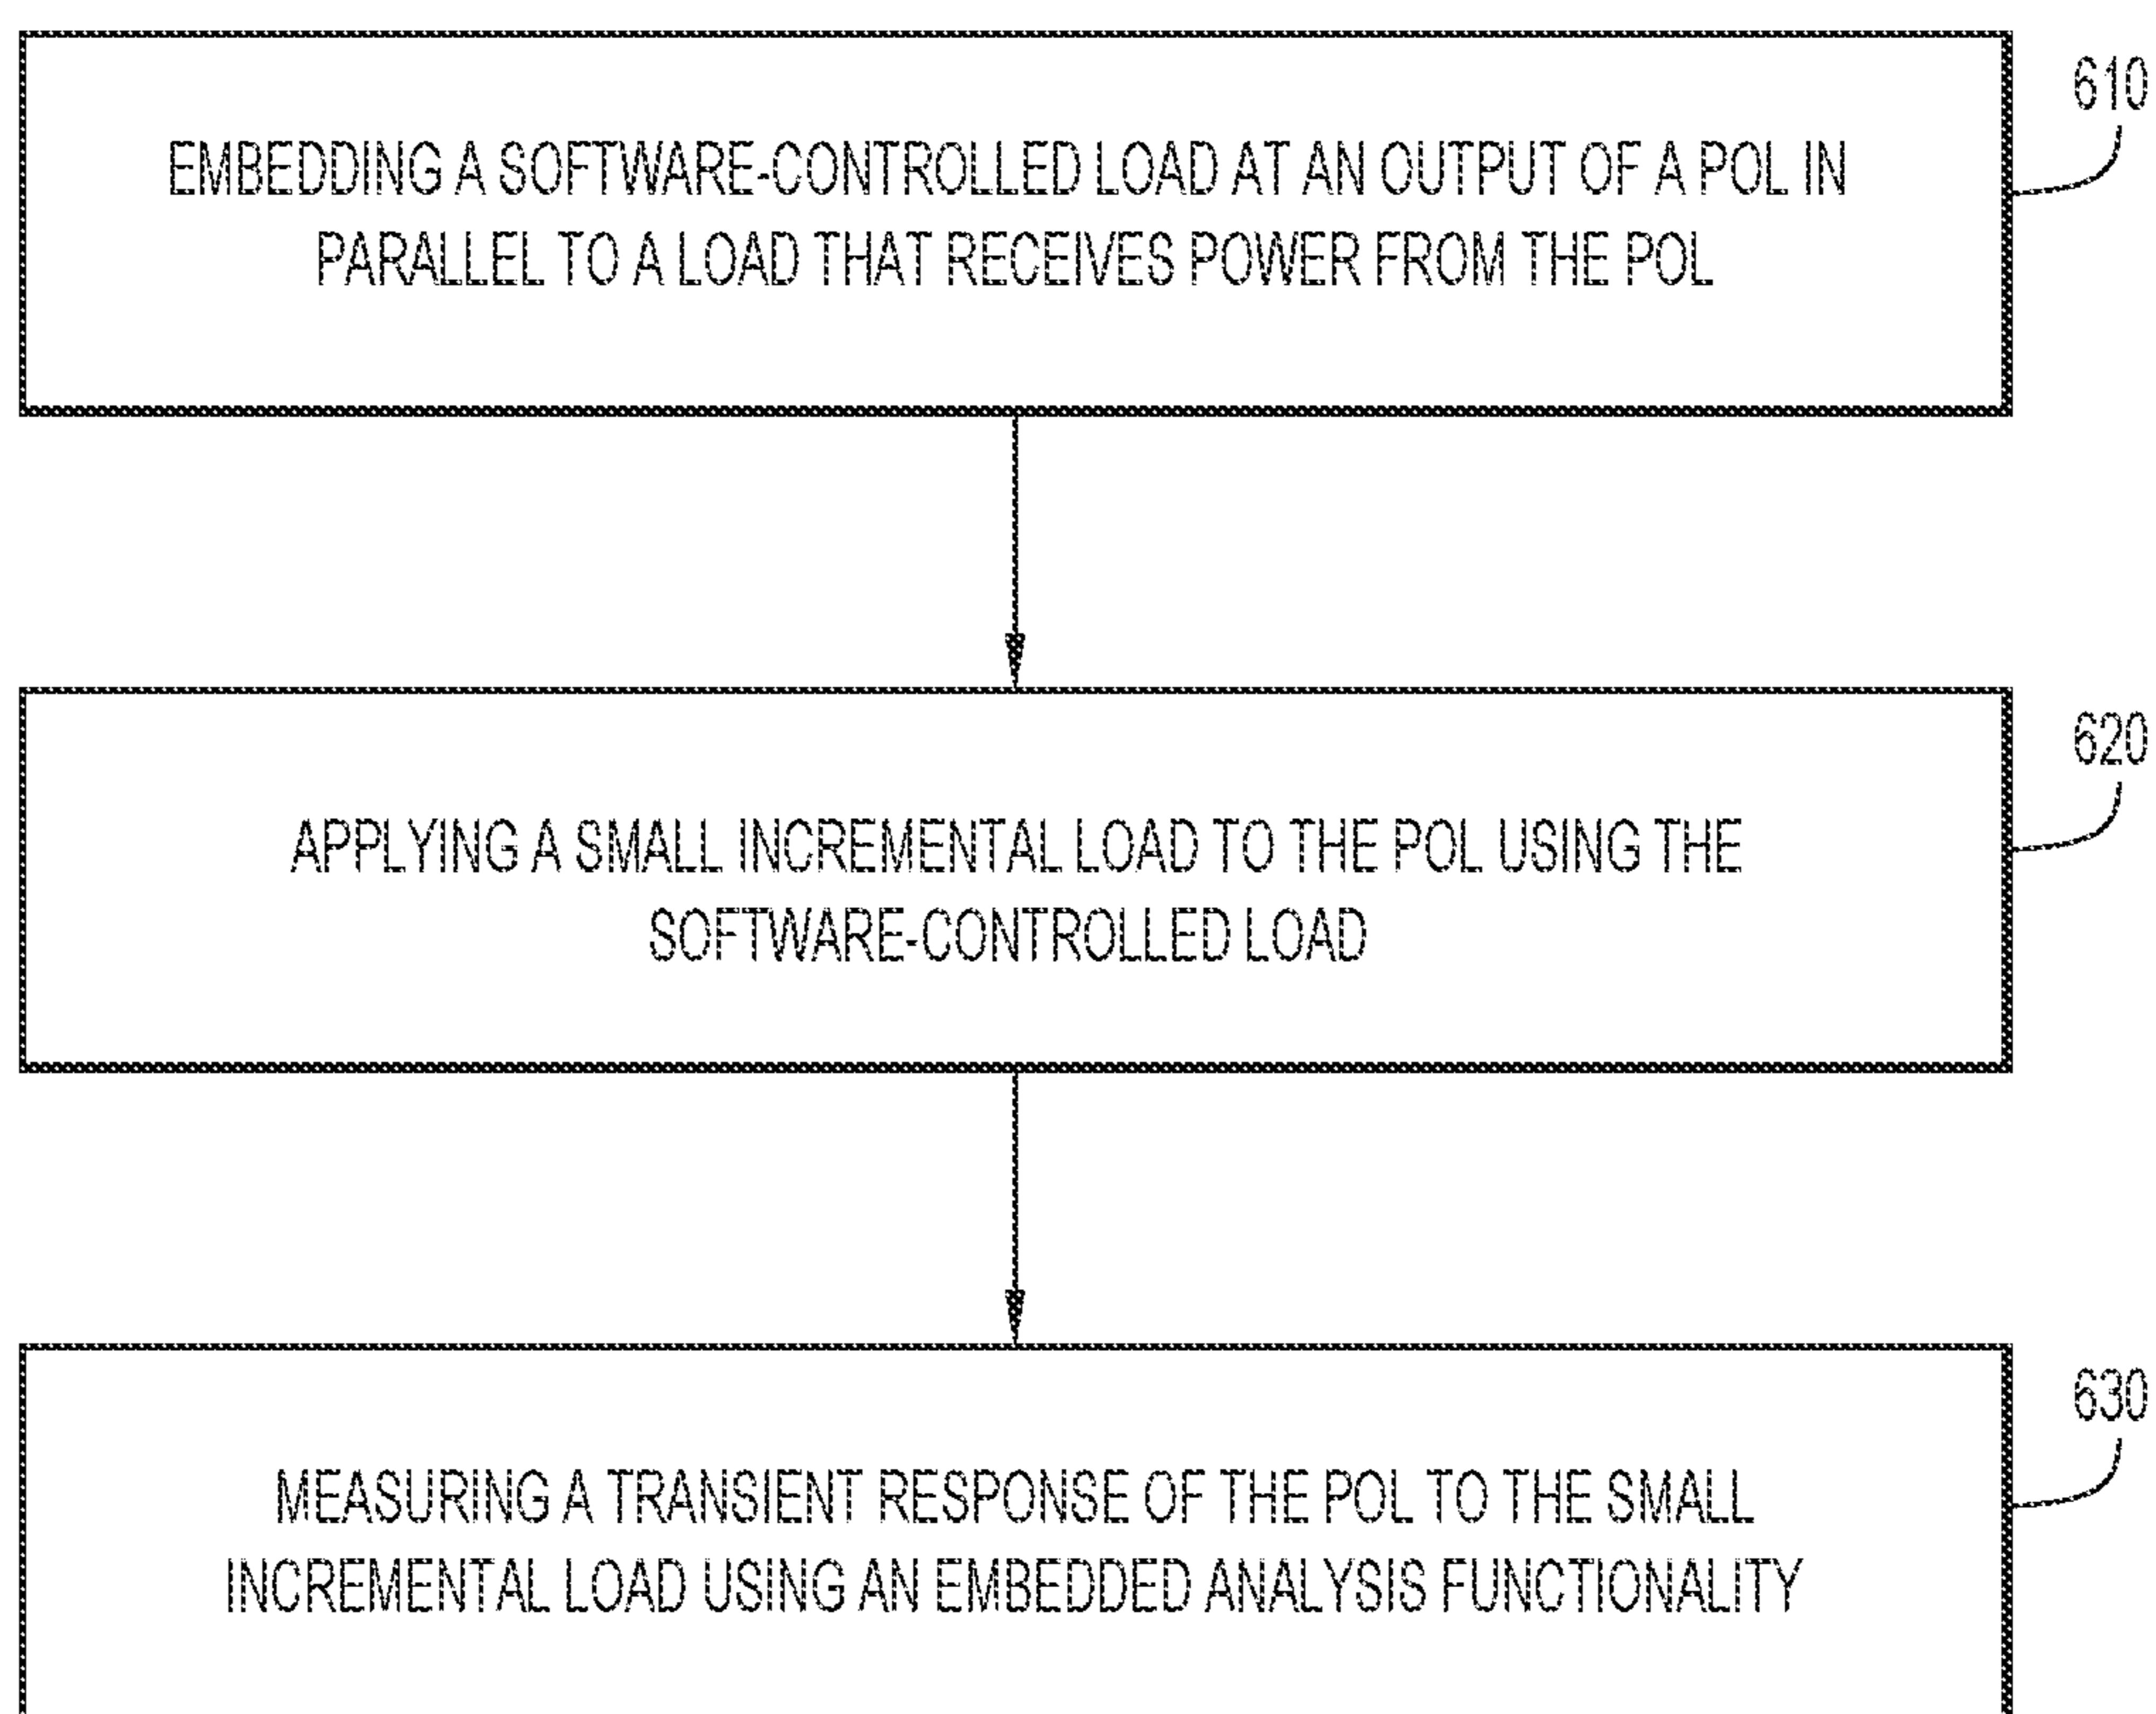 610
EMBEDDING A SOFTWARE-CONTROLLED LOAD AT AN OUTPUT OF A POL IN
PARALLEL TO A LOAD THAT RECEIVES POWER FROM THE POL
620
APPLYING A SMALL INCREMENTAL LOAD TO THE POL USING THE
SOFTWARE-CONTROLLED LOAD
630
MEASURING A TRANSIENT RESPONSE OF THE POL TO THE SMALL
INCREMENTAL LOAD USING AN EMBEDDED ANALYSIS FUNCTIONALITY